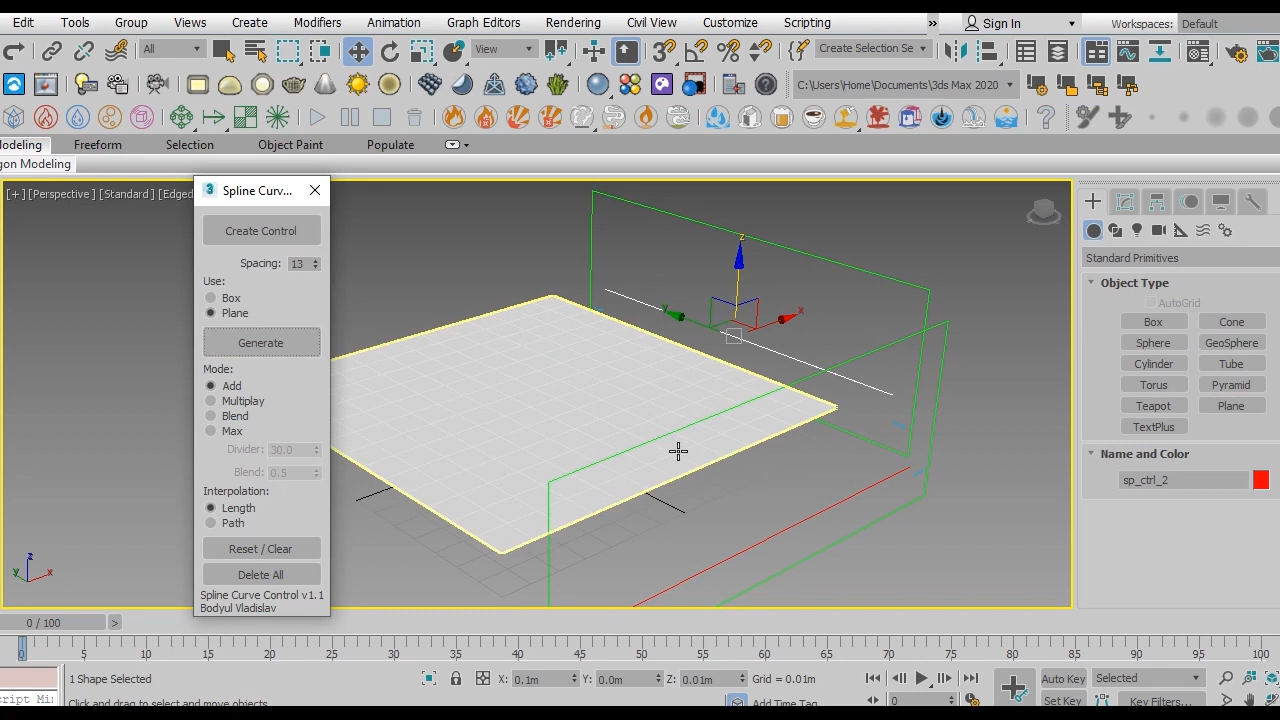 Edit Tools Group Views Create Modifiers Animation Graph Editors Rendering Civil View Customize Scripting » Sign In Workspaces: Default
All View Create Selection Se
C:\Users\Home\Documents\3ds Max 2020
odeling Freeform Selection Object Paint Populate
gon Modeling
[+] [Perspective] [Standard] [Edged
3 Spline Curv...
Create Control
Spacing: 13
Use:
Box
Plane
Generate
Mode:
Add
Multiplay
Blend
Max
Divider: 30.0
Blend: 0.5
Interpolation:
Length
Path
Reset / Clear
Delete All
Spline Curve Control v1.1
Bodyul Vladislav
z
y
x
z
y x
Standard Primitives
Object Type
AutoGrid
Box Cone
Sphere GeoSphere
Cylinder Tube
Torus Pyramid
Teapot Plane
TextPlus
Name and Color
sp_ctrl_2
0 / 100 >
0 5 10 15 20 25 30 35 40 45 50 55 60 65 70 75 80 85 90 95 100
1 Shape Selected X: 0.1m Y: 0.0m Z: 0.01m Grid = 0.01m Auto Key Selected
cript Mi Click and drag to select and move objects Add Time Tag 0 Set Key Key Filters...